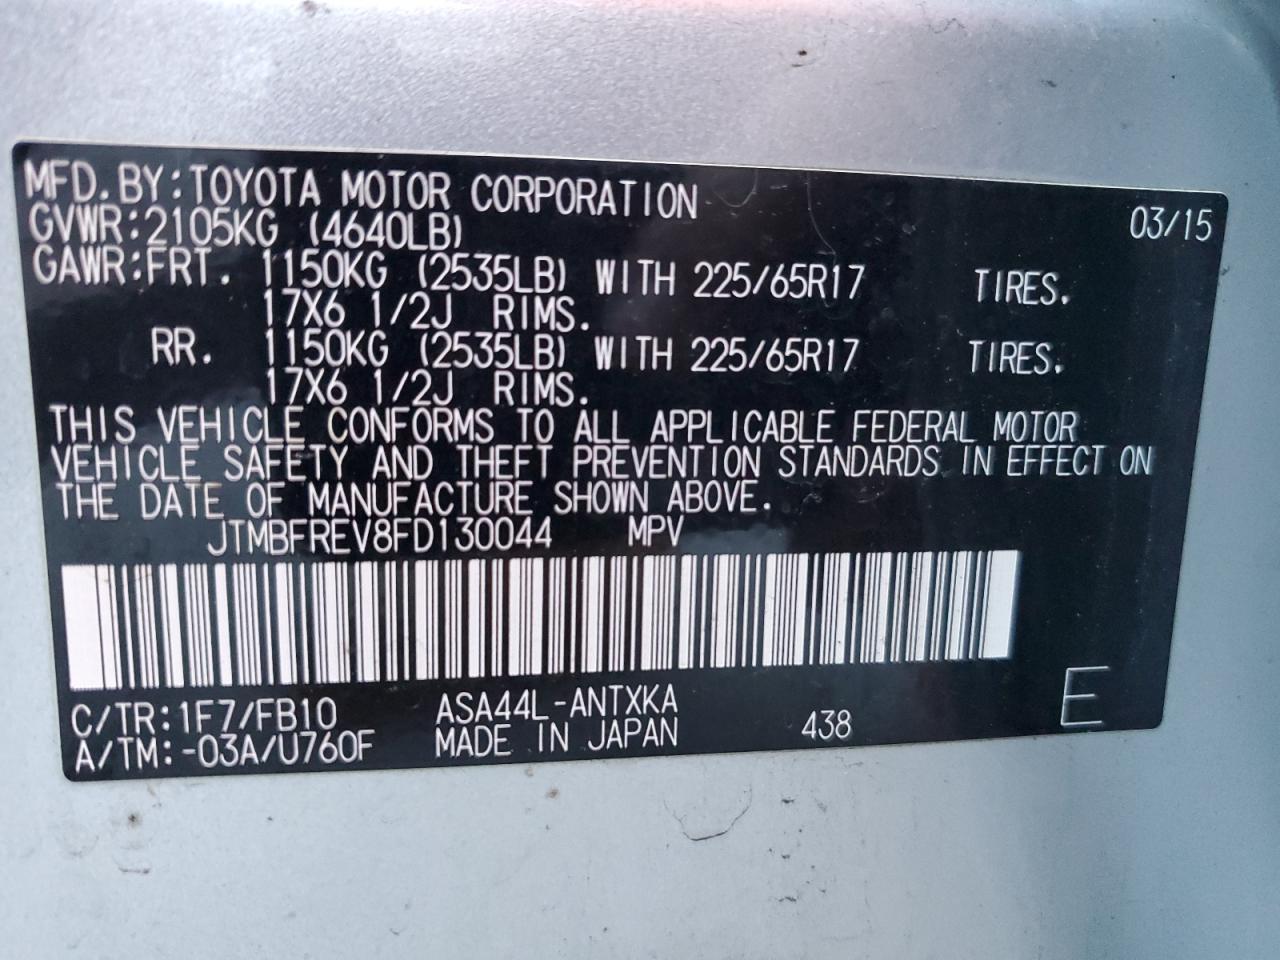 MFD.BY:TOYOTA MOTOR CORPORATION 03/15
GVWR:2105KG (4640LB)
GAWR:FRT. 1150KG (2535LB) WITH 225/65R17 TIRES.
17X6 1/2J RIMS.
RR. 1150KG (2535LB) WITH 225/65R17 TIRES.
17X6 1/2J RIMS.
THIS VEHICLE CONFORMS TO ALL APPLICABLE FEDERAL MOTOR
VEHICLE SAFETY AND THEFT PREVENTION STANDARDS IN EFFECT ON
THE DATE OF MANUFACTURE SHOWN ABOVE.
JTMBFREV8FD130044 MPV
C/TR:1F7/FB10 ASA44L-ANTXKA
A/TM:-03A/U760F MADE IN JAPAN 438 E